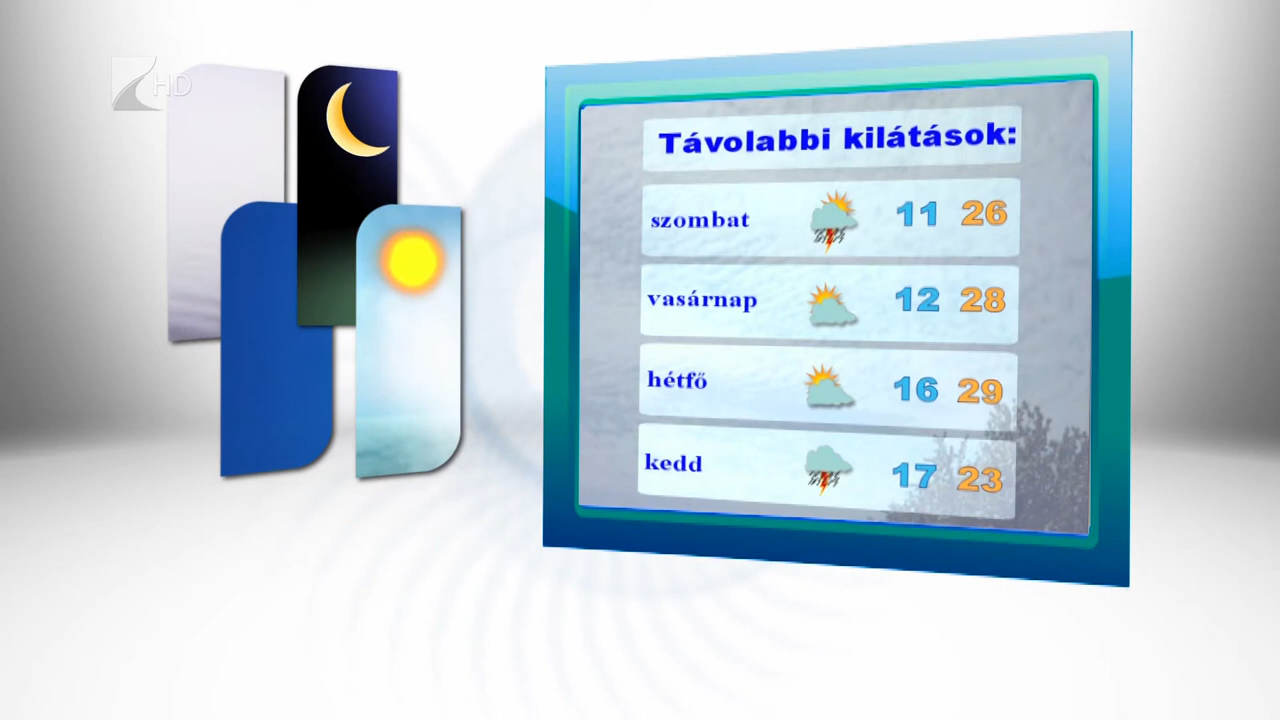 HD
Távolabbi kilátások:
szombat 11 26
vasárnap 12 28
hétfő 16 29
kedd 17 23